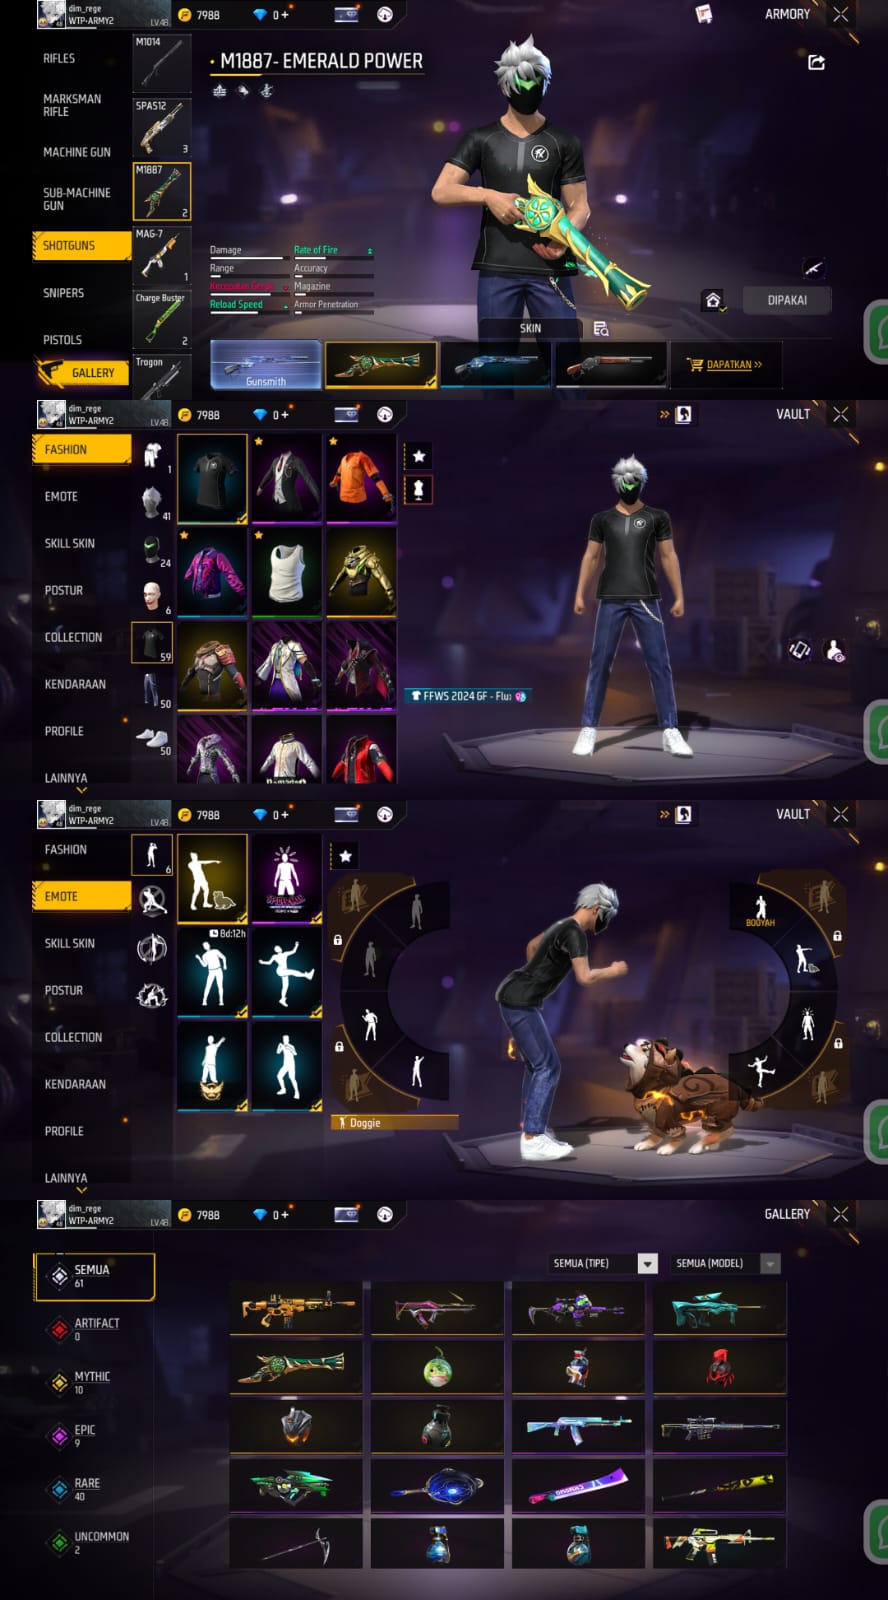 dim_rege
WTP-ARMY2
LV.48
7988
0 +
ARMORY
RIFLES
MARKSMAN
RIFLE
MACHINE GUN
SUB-MACHINE
GUN
SHOTGUNS
SNIPERS
PISTOLS
GALLERY
M1014
SPAS12
3
M1887
2
MAG-7
1
Charge Buster
2
Trogon
M1887- EMERALD POWER
Damage
Rate of Fire
Range
Accuracy
Magazine
Reload Speed
Armor Penetration
DIPAKAI
SKIN
Gunsmith
DAPATKAN >>
dim_rege
WTP-ARMY2
LV.48
7988
0 +
VAULT
FASHION
EMOTE
SKILL SKIN
POSTUR
COLLECTION
KENDARAAN
PROFILE
LAINNYA
1
41
24
6
59
50
50
FFWS 2024 GF - Flu
dim_rege
WTP-ARMY2
LV.48
7988
0 +
VAULT
FASHION
EMOTE
SKILL SKIN
POSTUR
COLLECTION
KENDARAAN
PROFILE
LAINNYA
6
8d:12h
BOOYAH
Doggie
dim_rege
WTP-ARMY2
LV.48
7988
0 +
GALLERY
SEMUA
61
ARTIFACT
0
MYTHIC
10
EPIC
9
RARE
40
UNCOMMON
2
SEMUA (TIPE)
SEMUA (MODEL)